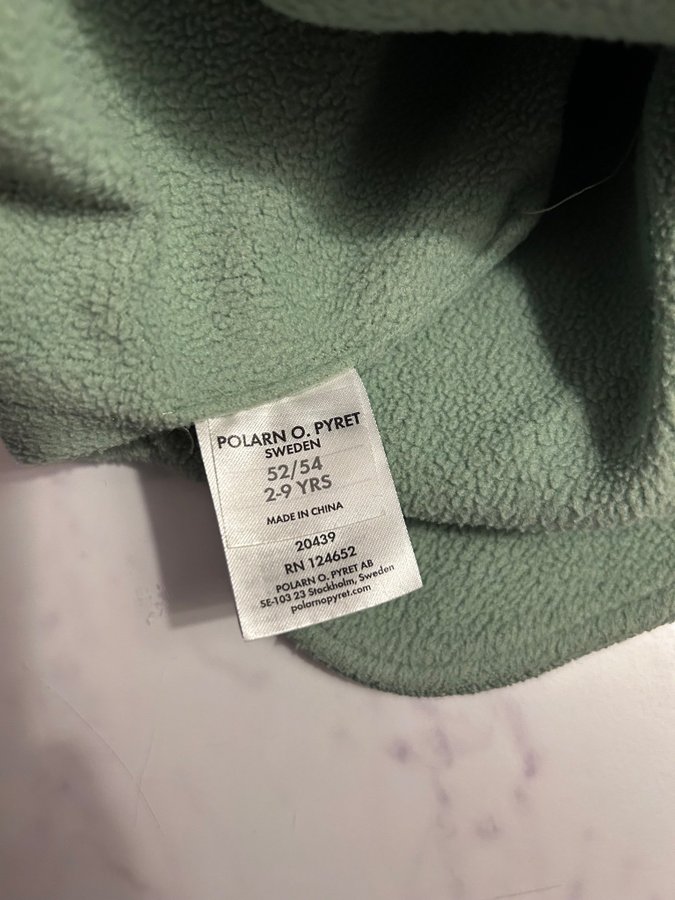 POLARN O. PYRET
SWEDEN
52/54
2-9 YRS
MADE IN CHINA
20439
RN 124652
POLARN O. PYRET AB
SE-103 23 Stockholm, Sweden
polarnopyret.com